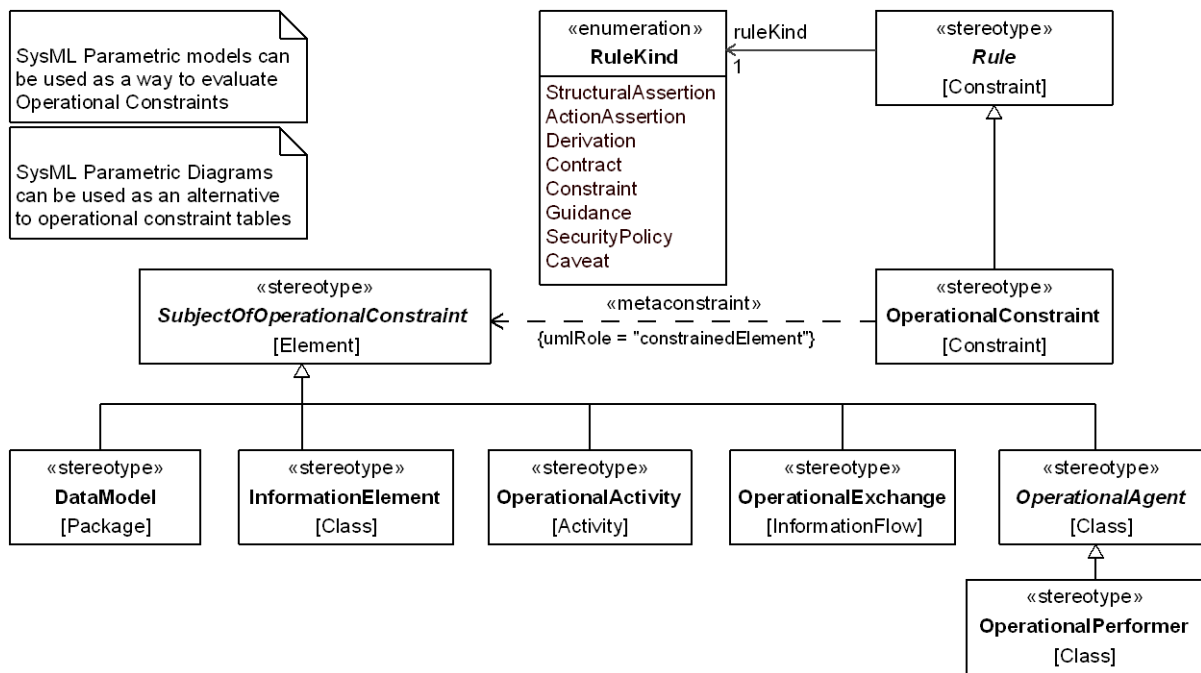 SysML Parametric models can
be used as a way to evaluate
Operational Constraints
SysML Parametric Diagrams
can be used as an alternative
to operational constraint tables
«enumeration»
RuleKind
StructuralAssertion
ActionAssertion
Derivation
Contract
Constraint
Guidance
SecurityPolicy
Caveat
ruleKind
1
«stereotype»
Rule
[Constraint]
«stereotype»
SubjectOfOperationalConstraint
[Element]
«metaconstraint»
{umlRole = "constrainedElement"}
«stereotype»
OperationalConstraint
[Constraint]
«stereotype»
DataModel
[Package]
«stereotype»
InformationElement
[Class]
«stereotype»
OperationalActivity
[Activity]
«stereotype»
OperationalExchange
[InformationFlow]
«stereotype»
OperationalAgent
[Class]
«stereotype»
OperationalPerformer
[Class]